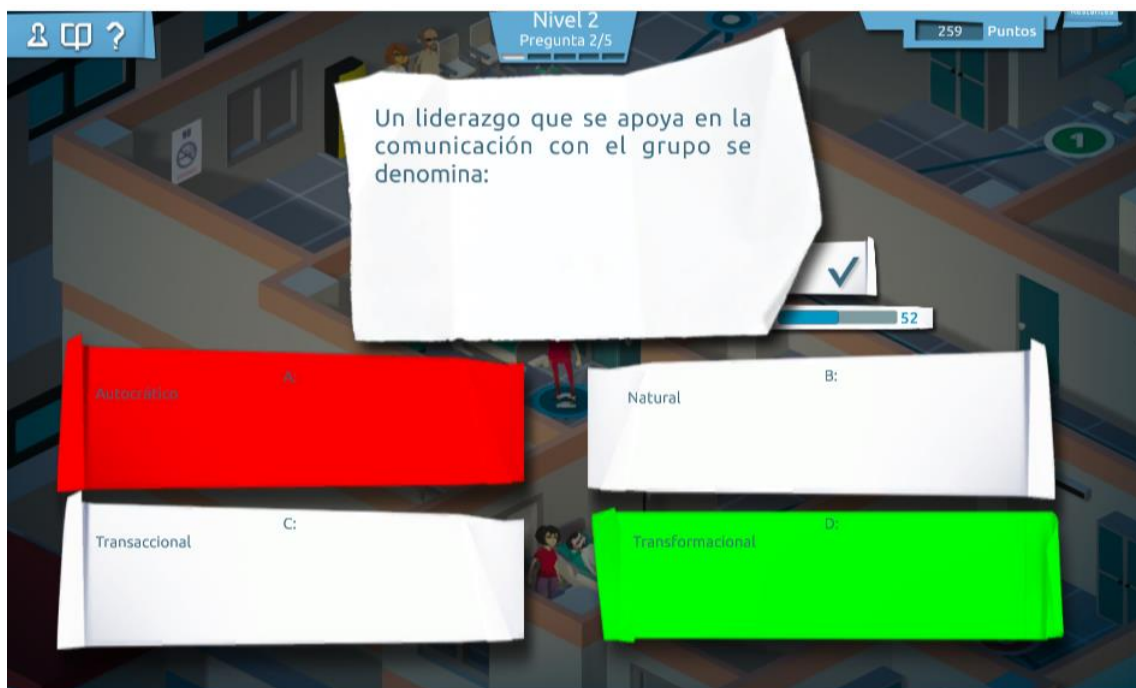 ?
Nivel 2
Pregunta 2/5
259 Puntos
Un liderazgo que se apoya en la
comunicación con el grupo se
denomina:
1
52
A:
Autocrático
B:
Natural
C:
Transaccional
D:
Transformacional